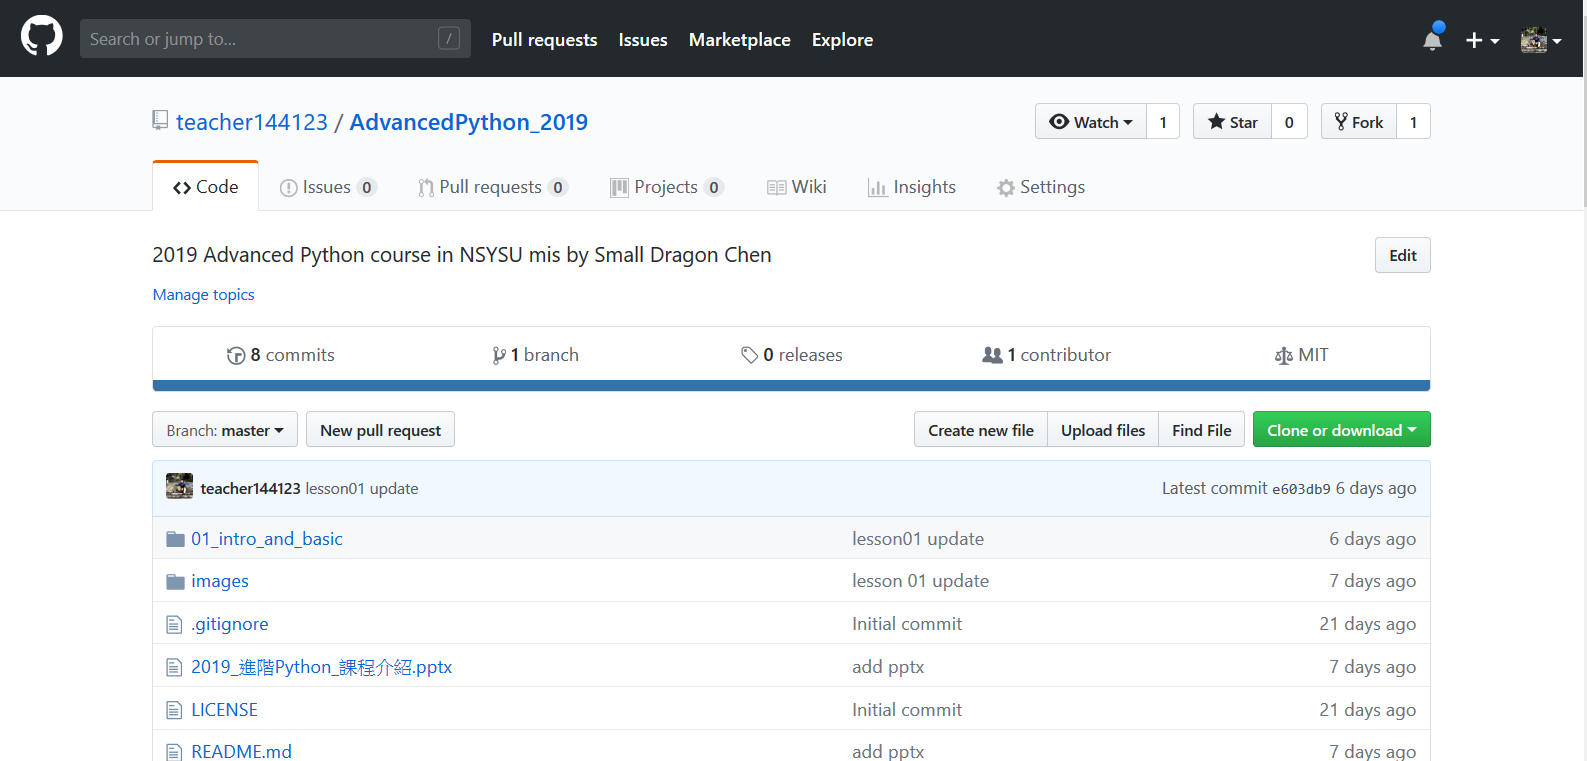 Search or jump to... /
Pull requests Issues Marketplace Explore
teacher144123 / AdvancedPython_2019
Watch 1 Star 0 Fork 1
Code Issues 0 Pull requests 0 Projects 0 Wiki Insights Settings
2019 Advanced Python course in NSYSU mis by Small Dragon Chen
Edit
Manage topics
8 commits 1 branch 0 releases 1 contributor MIT
Branch: master New pull request Create new file Upload files Find File Clone or download
teacher144123 lesson01 update Latest commit e603db9 6 days ago
01_intro_and_basic lesson01 update 6 days ago
images lesson 01 update 7 days ago
.gitignore Initial commit 21 days ago
2019_進階Python_課程介紹.pptx add pptx 7 days ago
LICENSE Initial commit 21 days ago
README.md add pptx 7 days ago